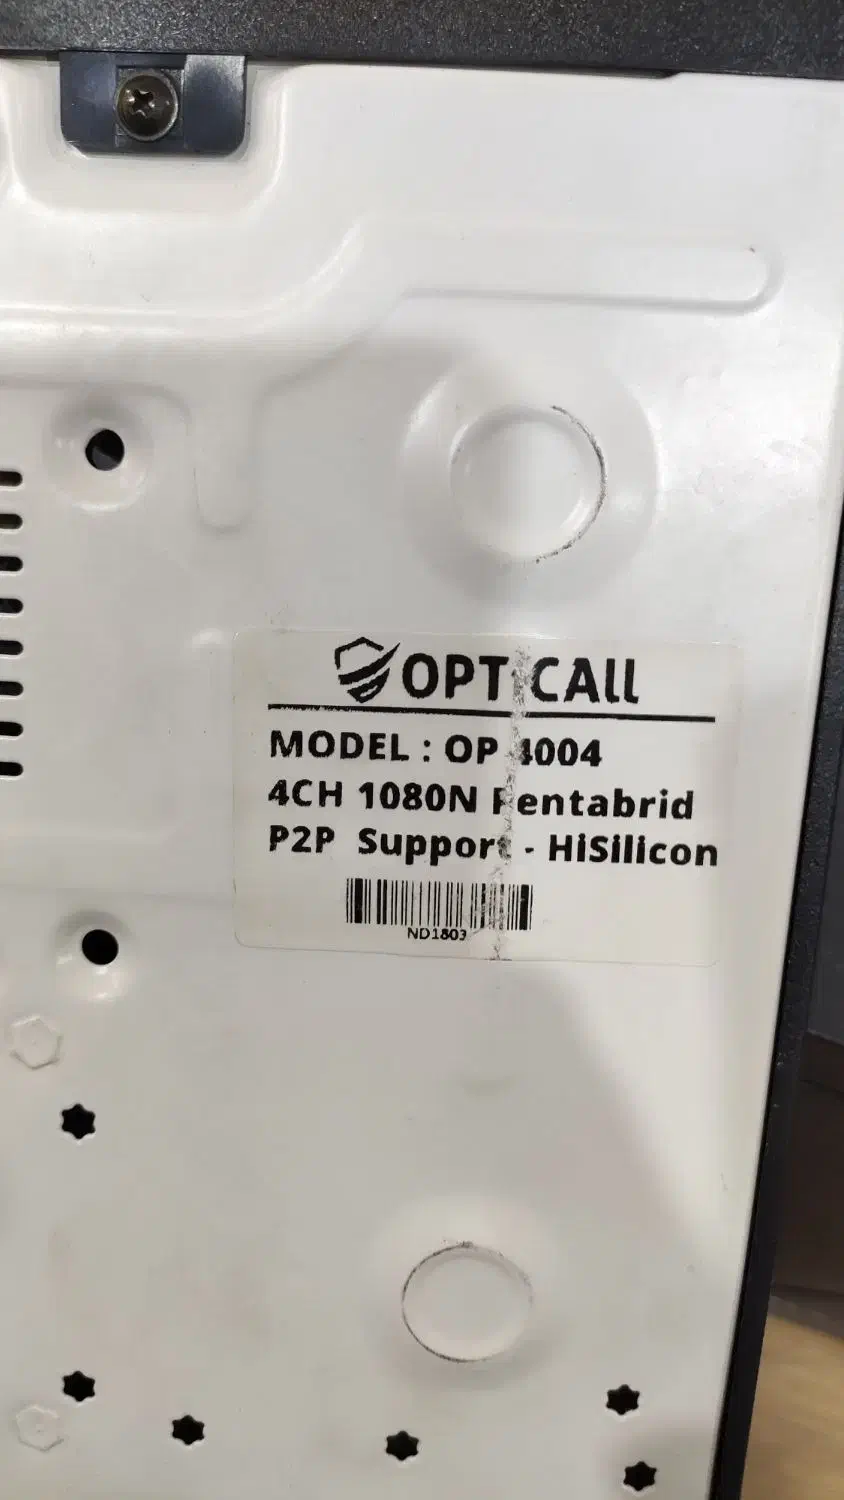 OPTICALL
MODEL : OP-4004
4CH 1080N Pentabrid
P2P Support - HiSilicon
ND1803